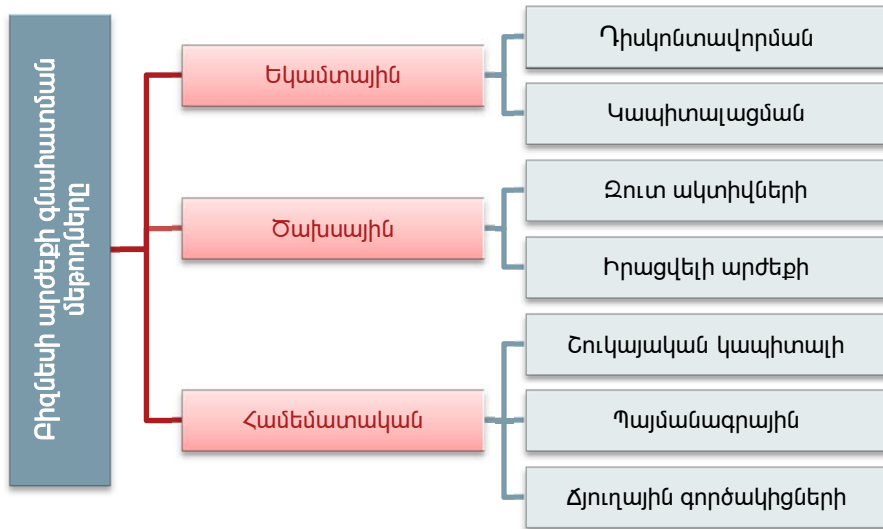 Բիզնեսի արժեքի գնահատման
մեթոդները
Եկամտային
Դիսկոնտավորման
Կապիտալացման
Ծախսային
Զուտ ակտիվների
Իրացվելի արժեքի
Համեմատական
Շուկայական կապիտալի
Պայմանագրային
Ճյուղային գործակիցների